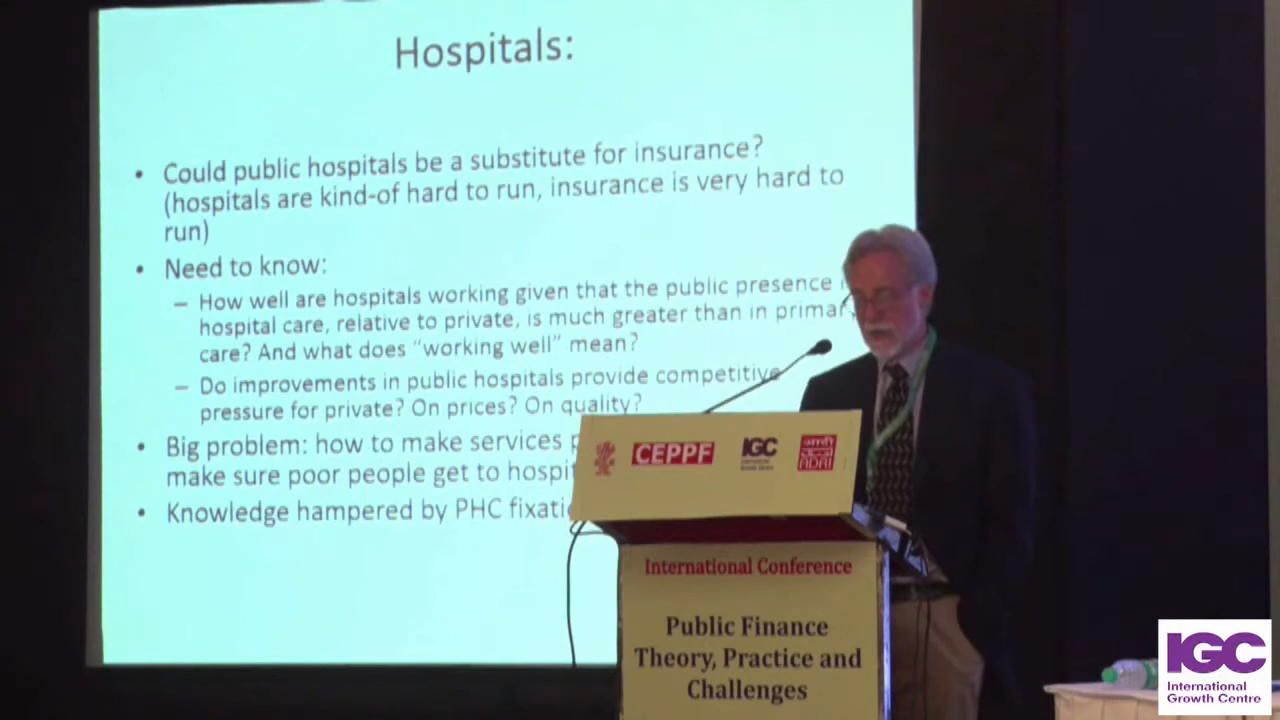 Hospitals:
• Could public hospitals be a substitute for insurance?
(hospitals are kind-of hard to run, insurance is very hard to
run)
• Need to know:
– How well are hospitals working given that the public presence
hospital care, relative to private, is much greater than in primary
care? And what does “working well” mean?
– Do improvements in public hospitals provide competitive
pressure for private? On prices? On quality?
• Big problem: how to make services
make sure poor people get to
• Knowledge hampered by PHC
CEPPF
IGC
International Conference
Public Finance
Theory, Practice and
Challenges
IGC
International
Growth Centre